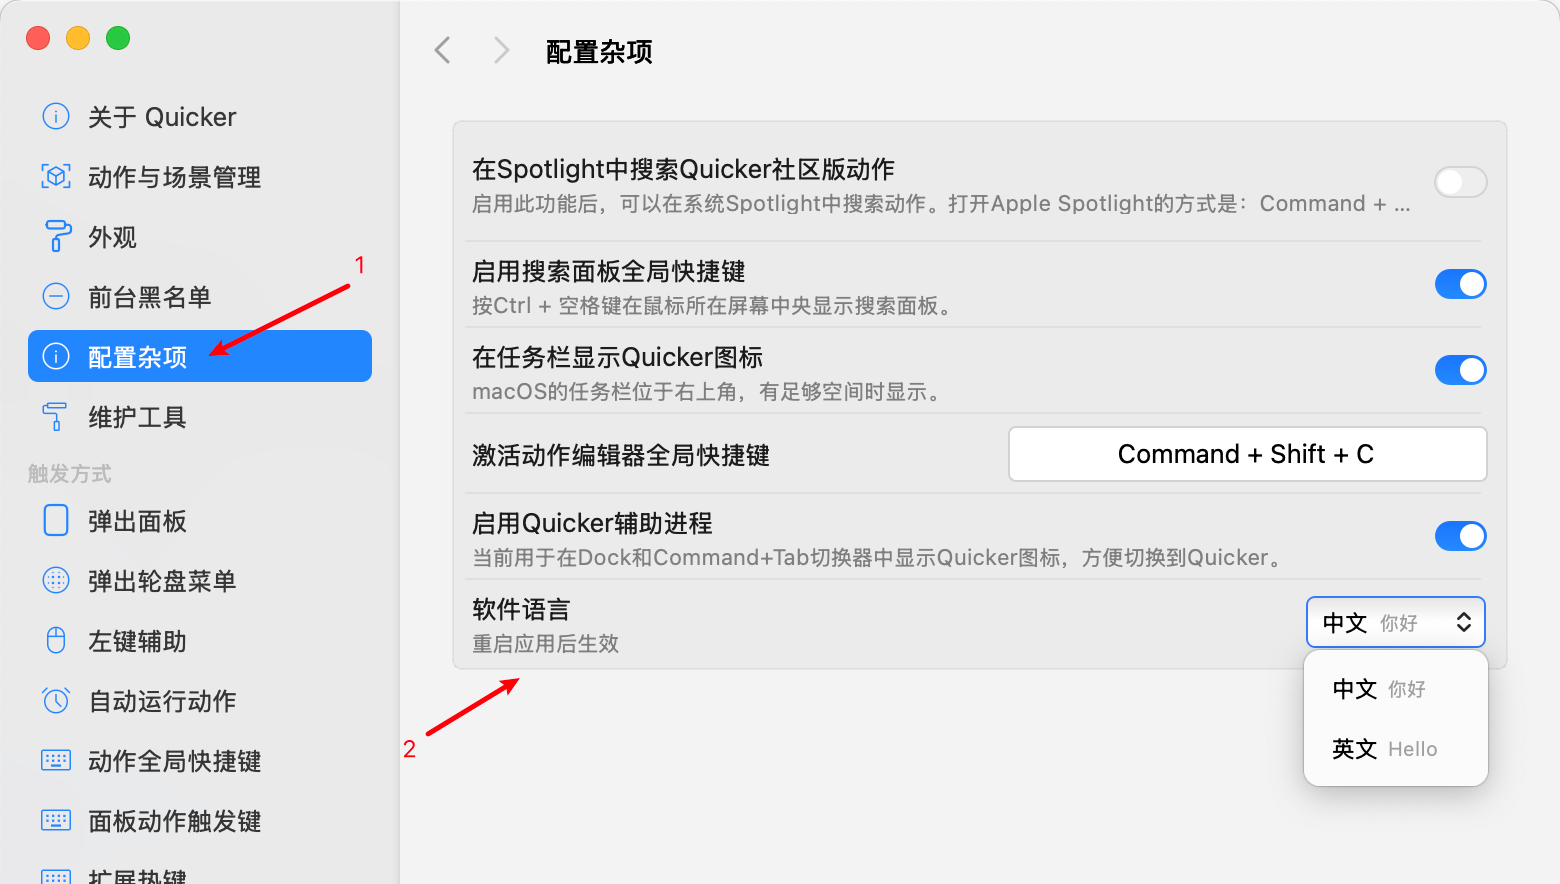 关于 Quicker
动作与场景管理
外观
前台黑名单
配置杂项
维护工具
触发方式
弹出面板
弹出轮盘菜单
左键辅助
自动运行动作
动作全局快捷键
面板动作触发键
扩展热键
1
配置杂项
在Spotlight中搜索Quicker社区版动作
启用此功能后，可以在系统Spotlight中搜索动作。打开Apple Spotlight的方式是：Command + ...
启用搜索面板全局快捷键
按Ctrl + 空格键在鼠标所在屏幕中央显示搜索面板。
在任务栏显示Quicker图标
macOS的任务栏位于右上角，有足够空间时显示。
激活动作编辑器全局快捷键
Command + Shift + C
启用Quicker辅助进程
当前用于在Dock和Command+Tab切换器中显示Quicker图标，方便切换到Quicker。
软件语言
重启应用后生效
中文 你好
中文 你好
英文 Hello
2